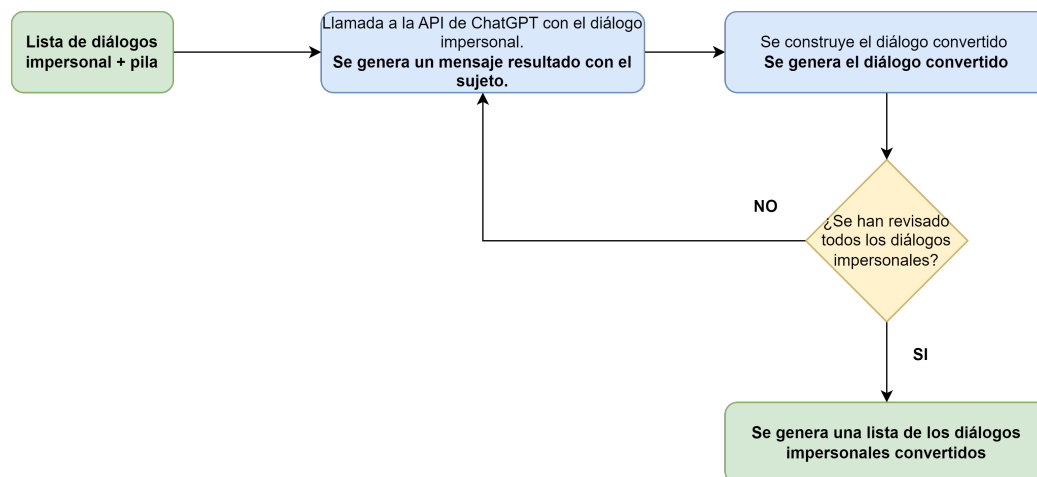 Lista de diálogos
impersonal + pila
Llamada a la API de ChatGPT con el diálogo
impersonal.
Se genera un mensaje resultado con el
sujeto.
Se construye el diálogo convertido
Se genera el diálogo convertido
NO
¿Se han revisado
todos los diálogos
impersonales?
SI
Se genera una lista de los diálogos
impersonales convertidos